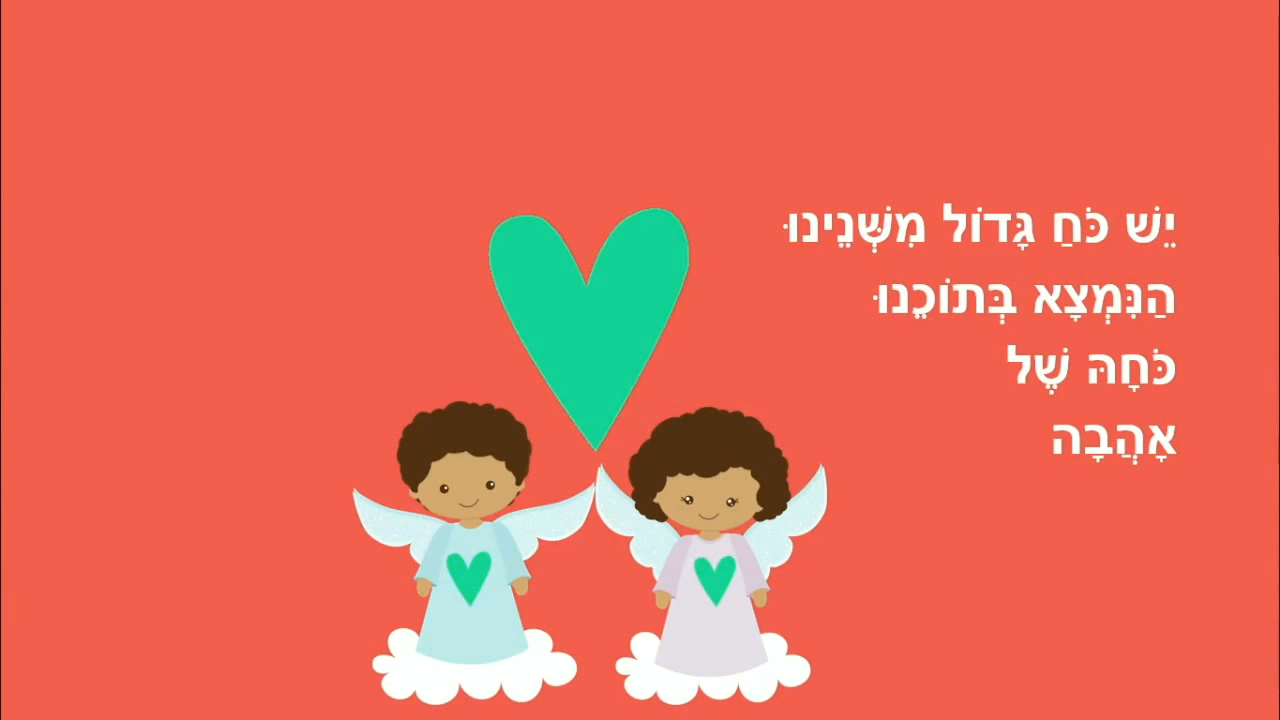 יֵשׁ כֹּחַ גָּדוֹל מִשְּׁנֵינוּ
הַנִּמְצָא בְּתוֹכֵנוּ
כֹּחָהּ שֶׁל
אָהֲבָה